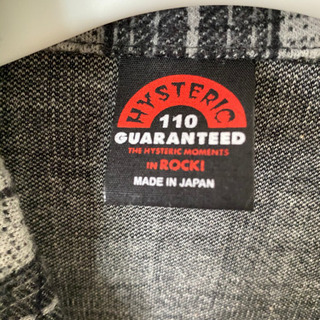 HYSTERIC
110
GUARANTEED
THE HYSTERIC MOMENTS
IN ROCK!
MADE IN JAPAN